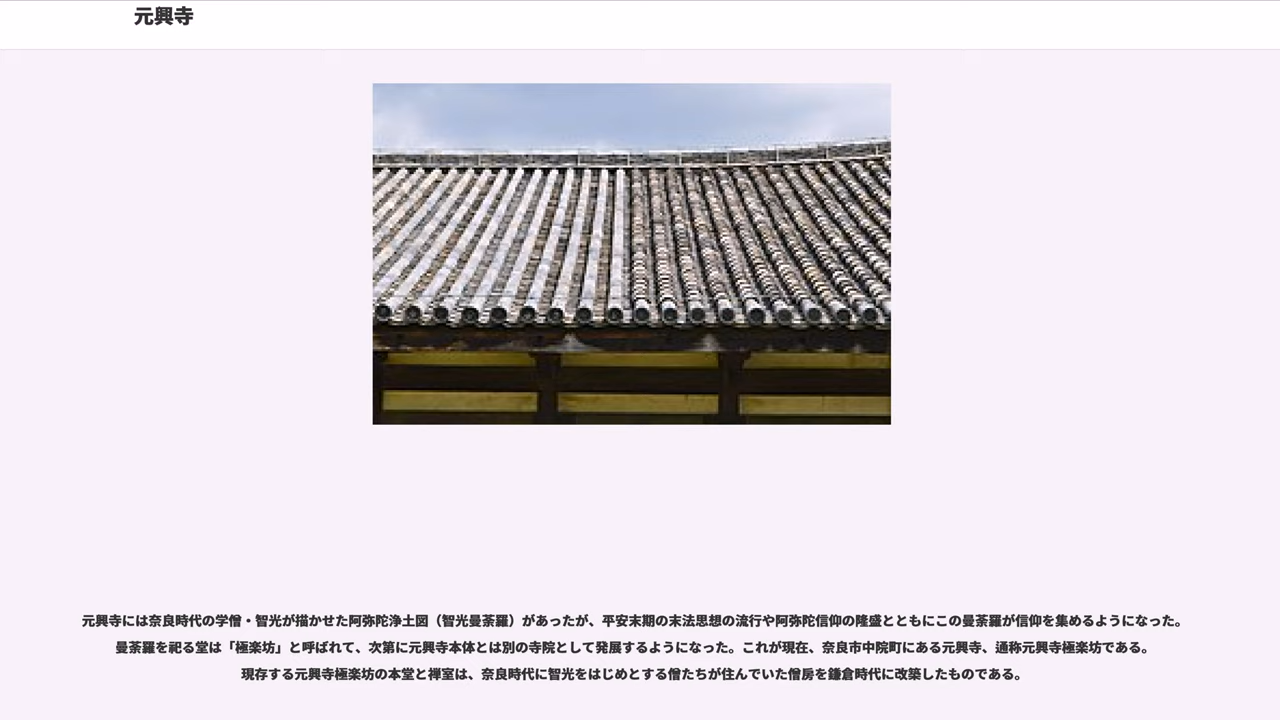 元興寺
元興寺には奈良時代の学僧・智光が描かせた阿弥陀浄土図（智光曼荼羅）があったが、平安末期の末法思想の流行や阿弥陀信仰の隆盛とともにこの曼荼羅が信仰を集めるようになった。
曼荼羅を祀る堂は「極楽坊」と呼ばれて、次第に元興寺本体とは別の寺院として発展するようになった。これが現在、奈良市中院町にある元興寺、通称元興寺極楽坊である。
現存する元興寺極楽坊の本堂と禅室は、奈良時代に智光をはじめとする僧たちが住んでいた僧房を鎌倉時代に改築したものである。